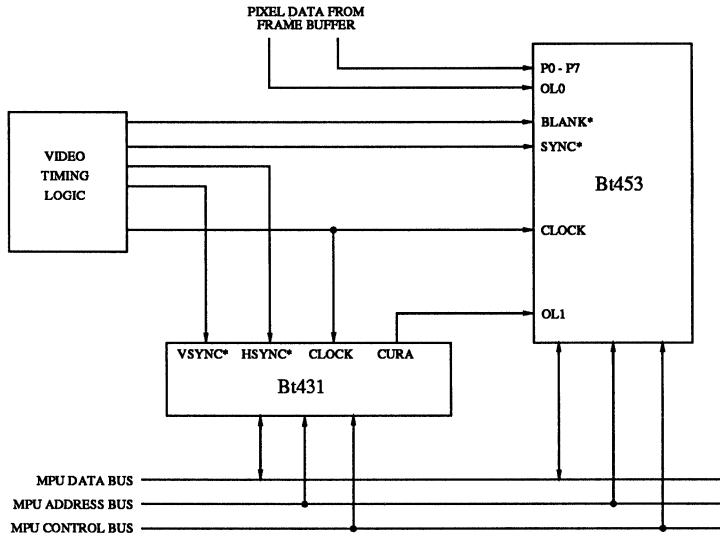 PIXEL DATA FROM
FRAME BUFFER
P0 - P7
OL0
BLANK*
SYNC*
VIDEO
TIMING
LOGIC
Bt453
CLOCK
OL1
VSYNC* HSYNC* CLOCK CURA
Bt431
MPU DATA BUS
MPU ADDRESS BUS
MPU CONTROL BUS